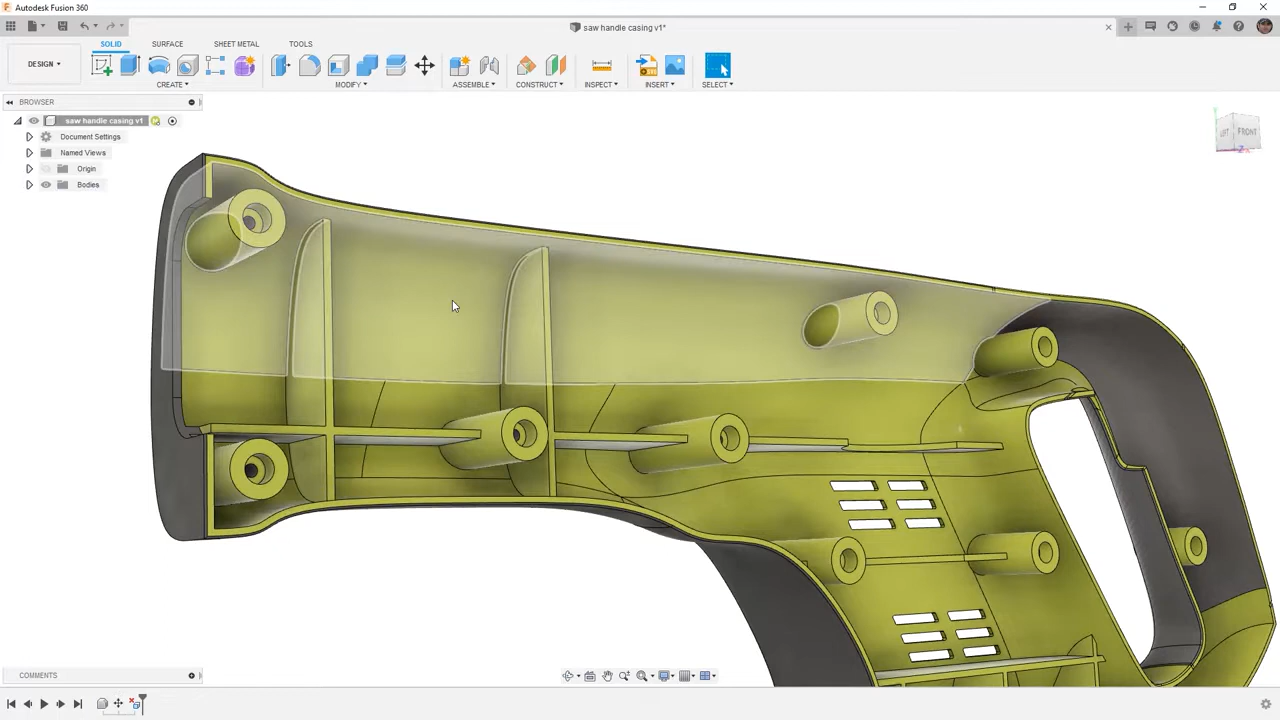 Autodesk Fusion 360
saw handle casing v1*
SOLID SURFACE SHEET METAL TOOLS
DESIGN
CREATE MODIFY ASSEMBLE CONSTRUCT INSPECT INSERT SELECT
BROWSER
saw handle casing v1
LEFT FRONT
Document Settings
Named Views
Origin
Bodies
COMMENTS